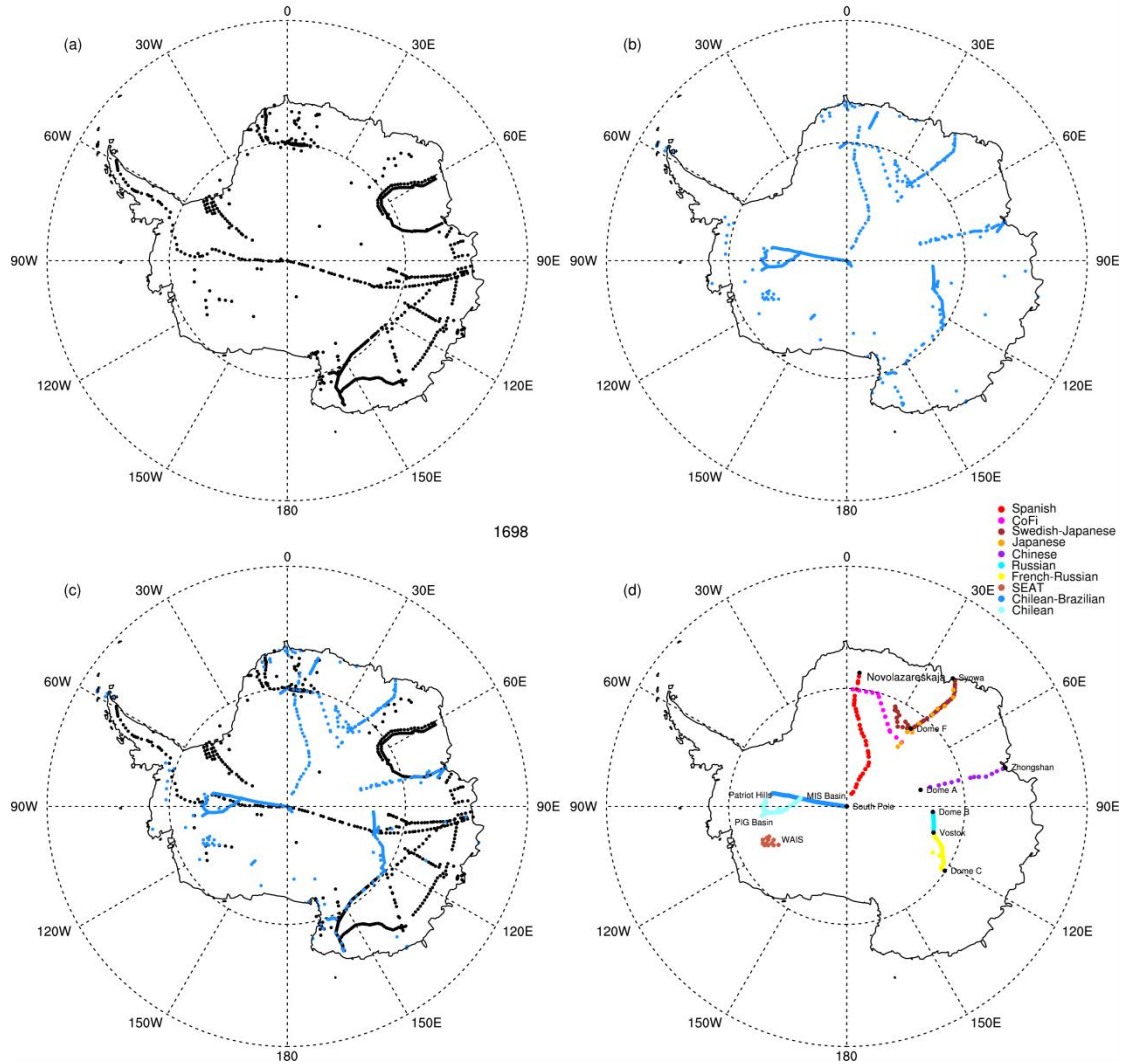 0
(a)
30W
30E
60W
60E
90W
90E
120W
120E
150W
150E
180
0
(b)
30W
30E
60W
60E
90W
90E
120W
120E
150W
150E
180
1698
Spanish
CoFi
Swedish-Japanese
Japanese
Chinese
Russian
French-Russian
SEAT
Chilean-Brazilian
Chilean
0
(c)
30W
30E
60W
60E
90W
90E
120W
120E
150W
150E
180
0
(d)
30W
30E
60W
60E
Novolazareskaja
Syowa
Dome F
Zhongshan
Dome A
Patriot Hills
MIS Basin
South Pole
90W
90E
Dome B
PIG Basin
Vostok
WAIS
Dome C
120W
120E
150W
150E
180